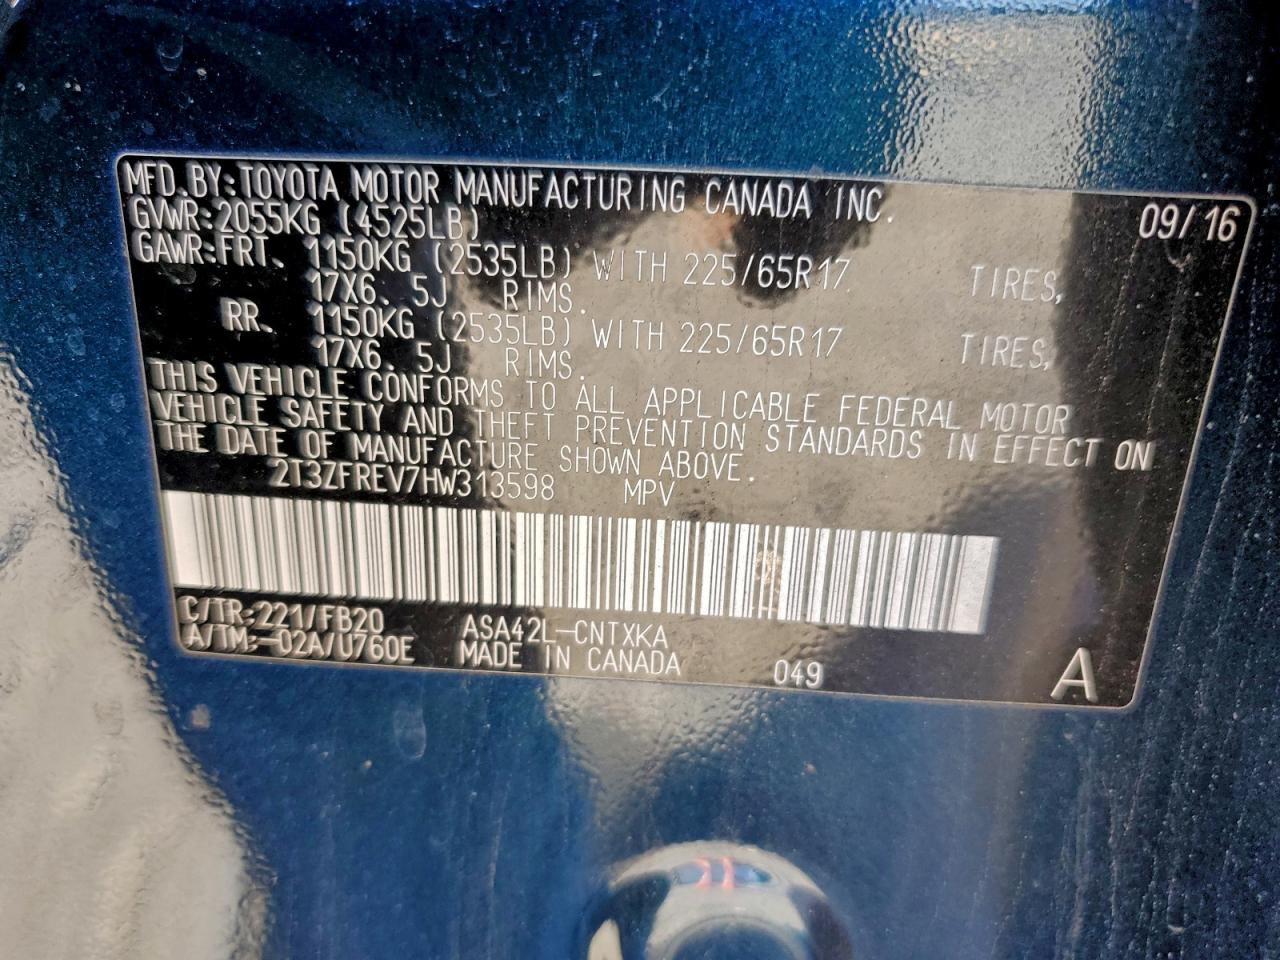 MFD. BY: TOYOTA MOTOR MANUFACTURING CANADA INC. 09/16
GVWR: 2055KG (4525LB)
GAWR: FRT. 1150KG (2535LB) WITH 225/65R17 TIRES,
17X6. 5J RIMS.
RR. 1150KG (2535LB) WITH 225/65R17 TIRES,
17X6. 5J RIMS.
THIS VEHICLE CONFORMS TO ALL APPLICABLE FEDERAL MOTOR
VEHICLE SAFETY AND THEFT PREVENTION STANDARDS IN EFFECT ON
THE DATE OF MANUFACTURE SHOWN ABOVE.
2T3ZFREV7HW313598 MPV
C/TR: 221/FB20 ASA42L-CNTXKA
A/TM: -02A/U760E MADE IN CANADA 049 A